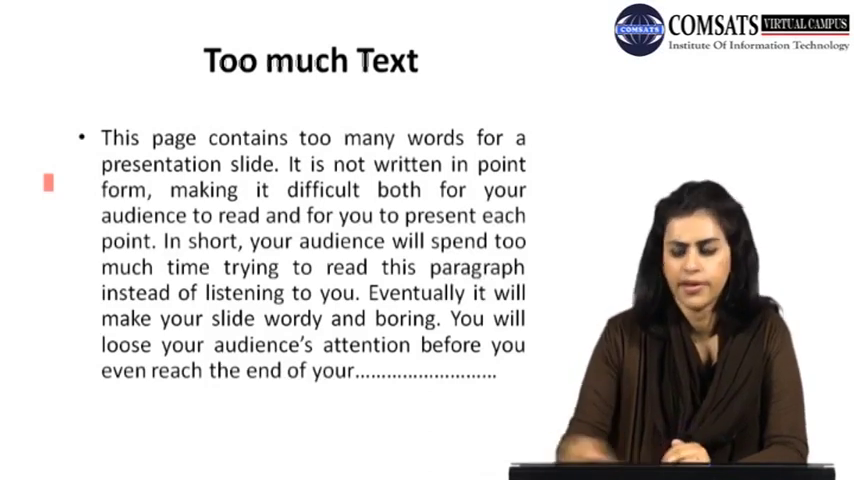 COMSATS VIRTUAL CAMPUS
COMSATS
Institute Of Information Technology
Too much Text
• This page contains too many words for a
presentation slide. It is not written in point
form, making it difficult both for your
audience to read and for you to present each
point. In short, your audience will spend too
much time trying to read this paragraph
instead of listening to you. Eventually it will
make your slide wordy and boring. You will
loose your audience's attention before you
even reach the end of your...........................